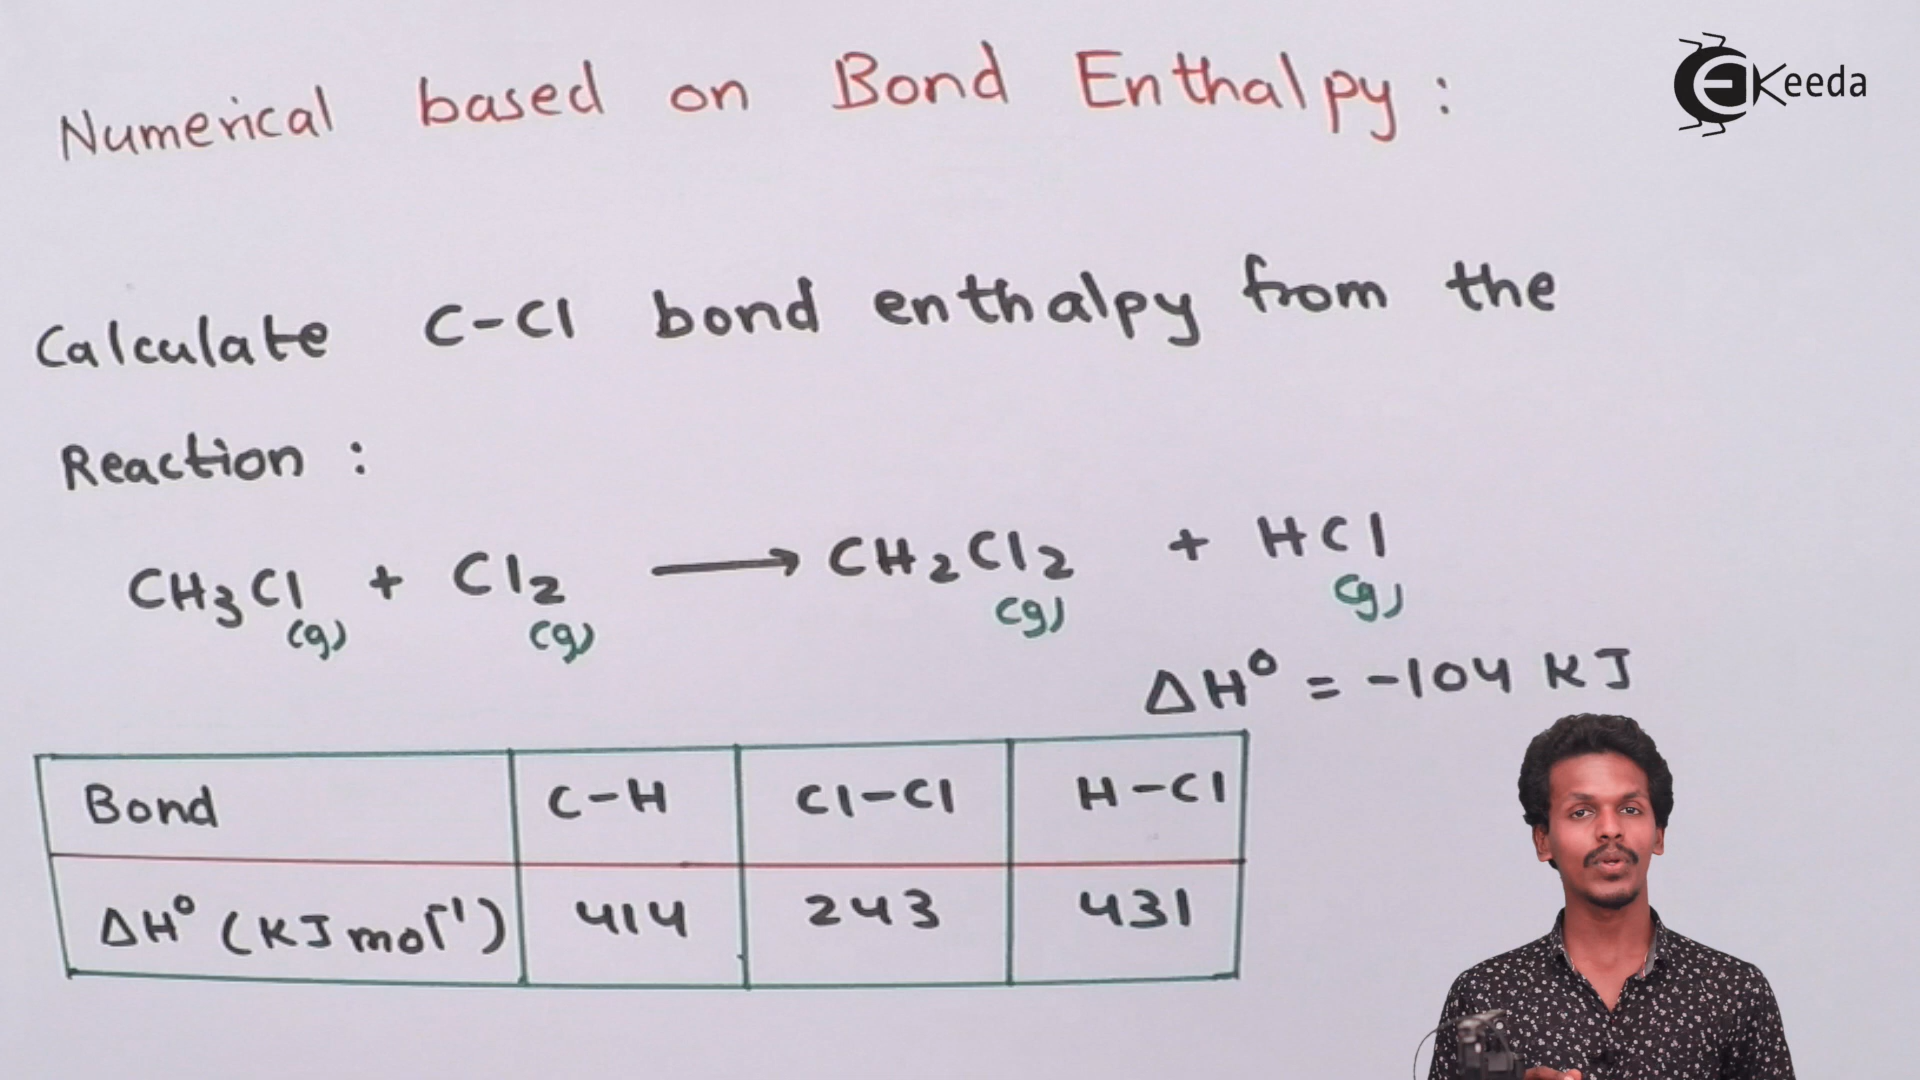 Numerical based on Bond Enthalpy :
EKeeda
Calculate C-Cl bond enthalpy from the
Reaction :
CH₃Cl(g) + Cl₂(g) ⟶ CH₂Cl₂(g) + HCl(g)
ΔH° = -104 KJ
Bond C-H Cl-Cl H-Cl
ΔH° (KJ mol⁻¹) 414 243 431